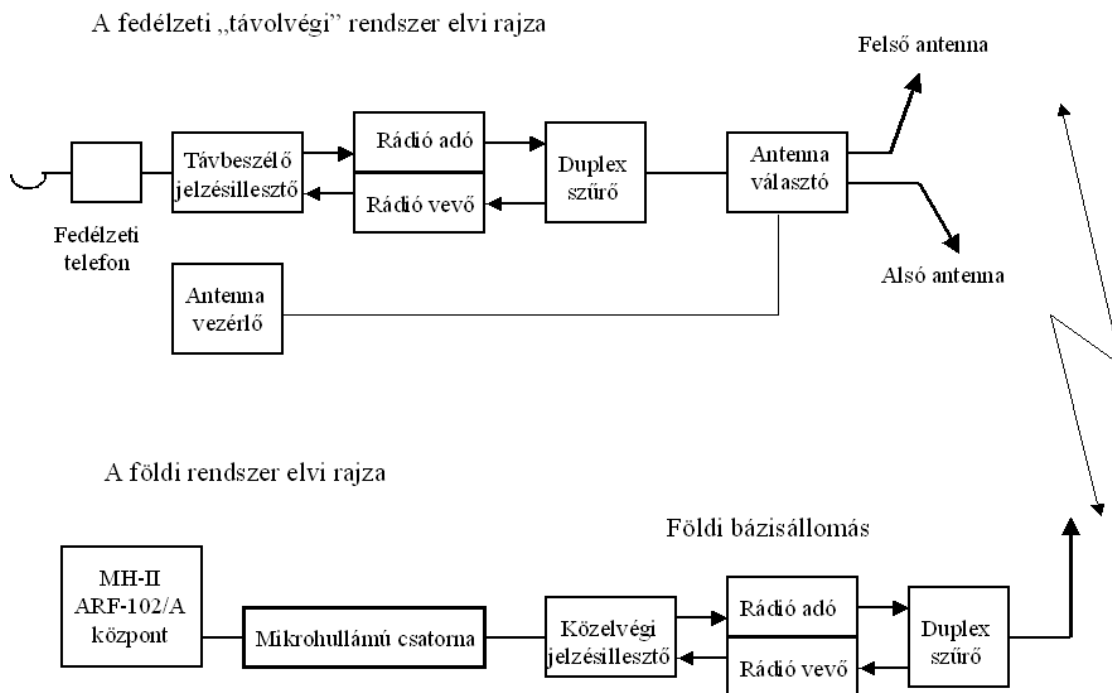 A fedélzeti „távolvégi” rendszer elvi rajza
Felső antenna
Távbeszélő
jelzésillesztő
Rádió adó
Rádió vevő
Duplex
szűrő
Antenna
választó
Fedélzeti
telefon
Alsó antenna
Antenna
vezérlő
A földi rendszer elvi rajza
Földi bázisállomás
MH-II
ARF-102/A
központ
Mikrohullámú csatorna
Közelvégi
jelzésillesztő
Rádió adó
Rádió vevő
Duplex
szűrő